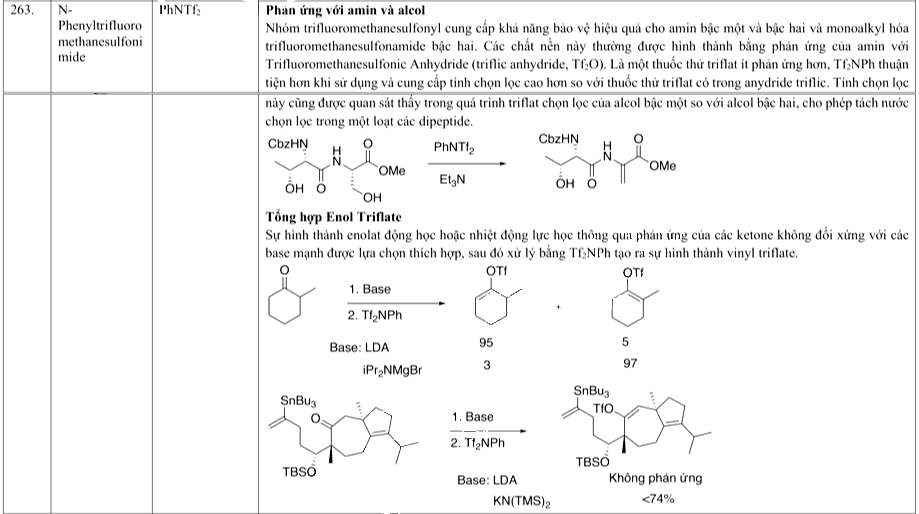 263. N-Phenyltrifluoro PhNTf₂ Phản ứng với amin và alcol
methanesulfoni
mide
Nhóm trifluoromethanesulfonyl cung cấp khả năng bảo vệ hiệu quả cho amin bậc một và bậc hai và monoalkyl hóa
trifluoromethanesulfonamide bậc hai. Các chất nền này thường được hình thành bằng phản ứng của amin với
Trifluoromethanesulfonic Anhydride (triflic anhydride, Tf₂O). Là một thuốc thử triflat ít phản ứng hơn, Tf₂NPh thuận
tiện hơn khi sử dụng và cung cấp tính chọn lọc cao hơn so với thuốc thử triflat có trong anydride triflic. Tính chọn lọc
này cũng được quan sát thấy trong quá trình triflat chọn lọc của alcol bậc một so với alcol bậc hai, cho phép tách nước
chọn lọc trong một loạt các dipeptide.
CbzHN H N O OMe OH O OH
PhNTf₂
Et₃N
CbzHN H N O OMe OH O
Tổng hợp Enol Triflate
Sự hình thành enolat động học hoặc nhiệt động lực học thông qua phản ứng của các ketone không đối xứng với các
base mạnh được lựa chọn thích hợp, sau đó xử lý bằng Tf₂NPh tạo ra sự hình thành vinyl triflate.
O OTf OTf
1. Base
2. Tf₂NPh +
Base: LDA 95 5
iPr₂NMgBr 3 97
SnBu₃ O TBSO
1. Base
2. Tf₂NPh
SnBu₃ TfO TBSO
Base: LDA Không phản ứng
KN(TMS)₂ <74%